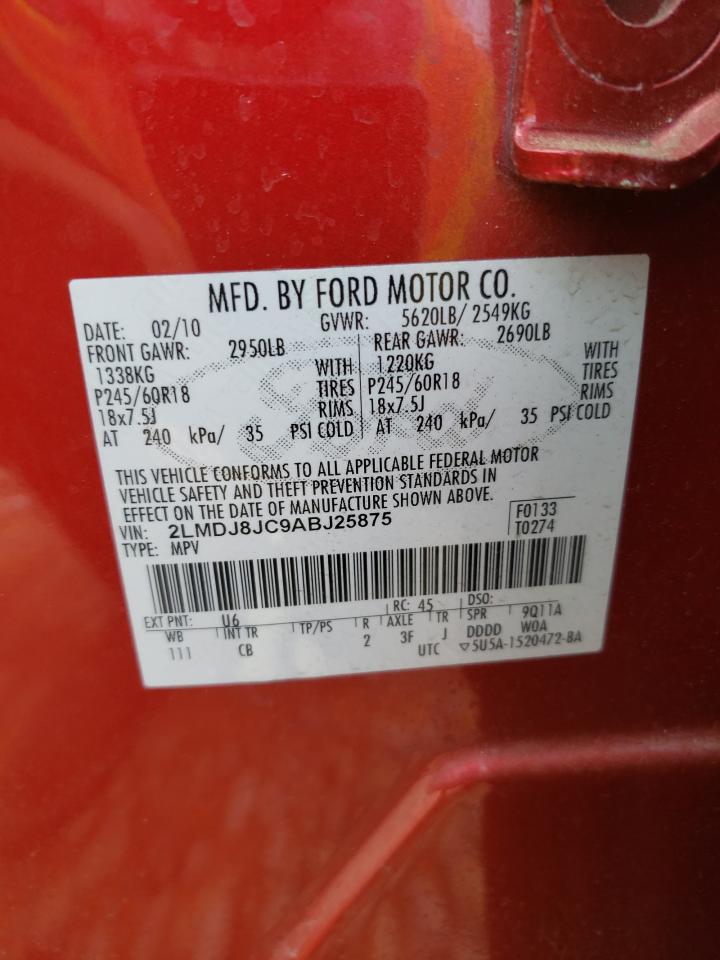 MFD. BY FORD MOTOR CO.
DATE: 02/10 GVWR: 5620LB/ 2549KG
FRONT GAWR: 2950LB REAR GAWR: 2690LB
1338KG WITH 1220KG WITH
P245/60R18 TIRES P245/60R18 TIRES
18x7.5J RIMS 18x7.5J RIMS
AT 240 kPa/ 35 PSI COLD AT 240 kPa/ 35 PSI COLD
THIS VEHICLE CONFORMS TO ALL APPLICABLE FEDERAL MOTOR
VEHICLE SAFETY AND THEFT PREVENTION STANDARDS IN
EFFECT ON THE DATE OF MANUFACTURE SHOWN ABOVE.
VIN: 2LMDJ8JC9ABJ25875 F0133
TYPE: MPV T0274
EXT PNT: U6 RC: 45 DSO:
WB INT TR TP/PS R AXLE TR SPR 9Q11A
111 CB 2 3F J DDDD W0A
UTC ▽5U5A-1520472-BA